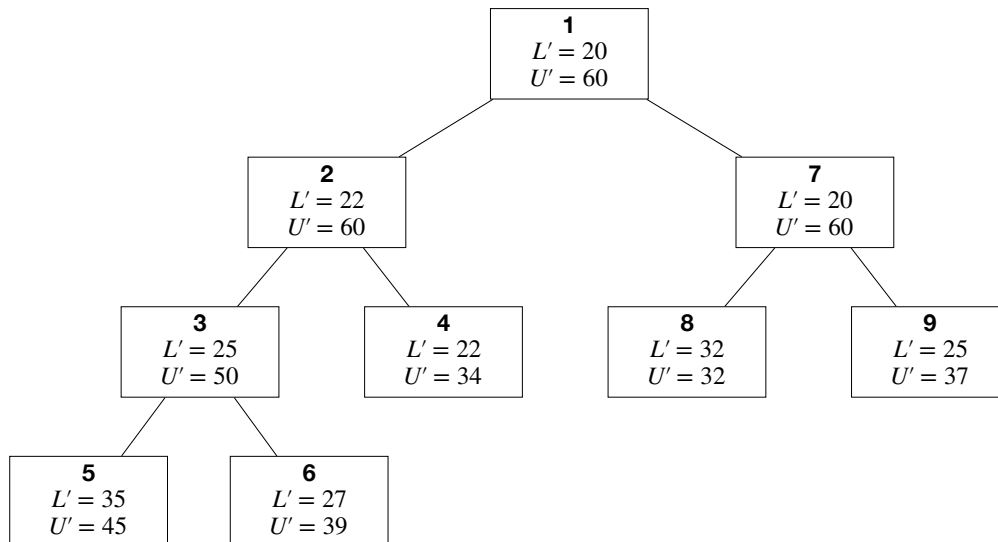 1
L′ = 20
U′ = 60
2
L′ = 22
U′ = 60
7
L′ = 20
U′ = 60
3
L′ = 25
U′ = 50
4
L′ = 22
U′ = 34
8
L′ = 32
U′ = 32
9
L′ = 25
U′ = 37
5
L′ = 35
U′ = 45
6
L′ = 27
U′ = 39